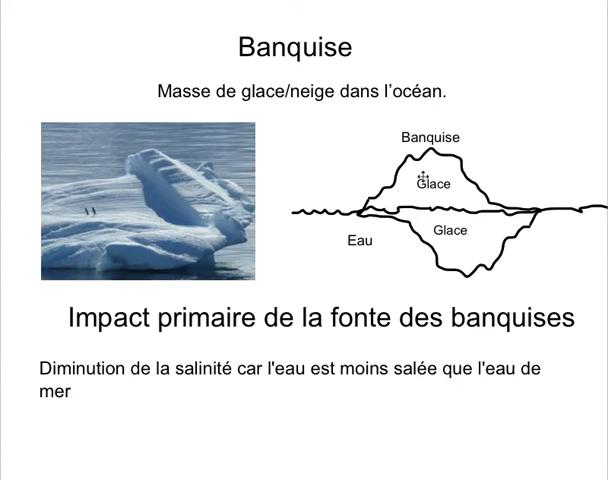 Banquise
Masse de glace/neige dans l'océan.
Banquise
Glace
Glace
Eau
Impact primaire de la fonte des banquises
Diminution de la salinité car l'eau est moins salée que l'eau de
mer